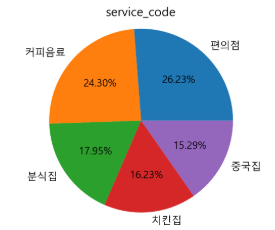 service_code
편의점
26.23%
커피음료
24.30%
분식집
17.95%
치킨집
16.23%
중국집
15.29%